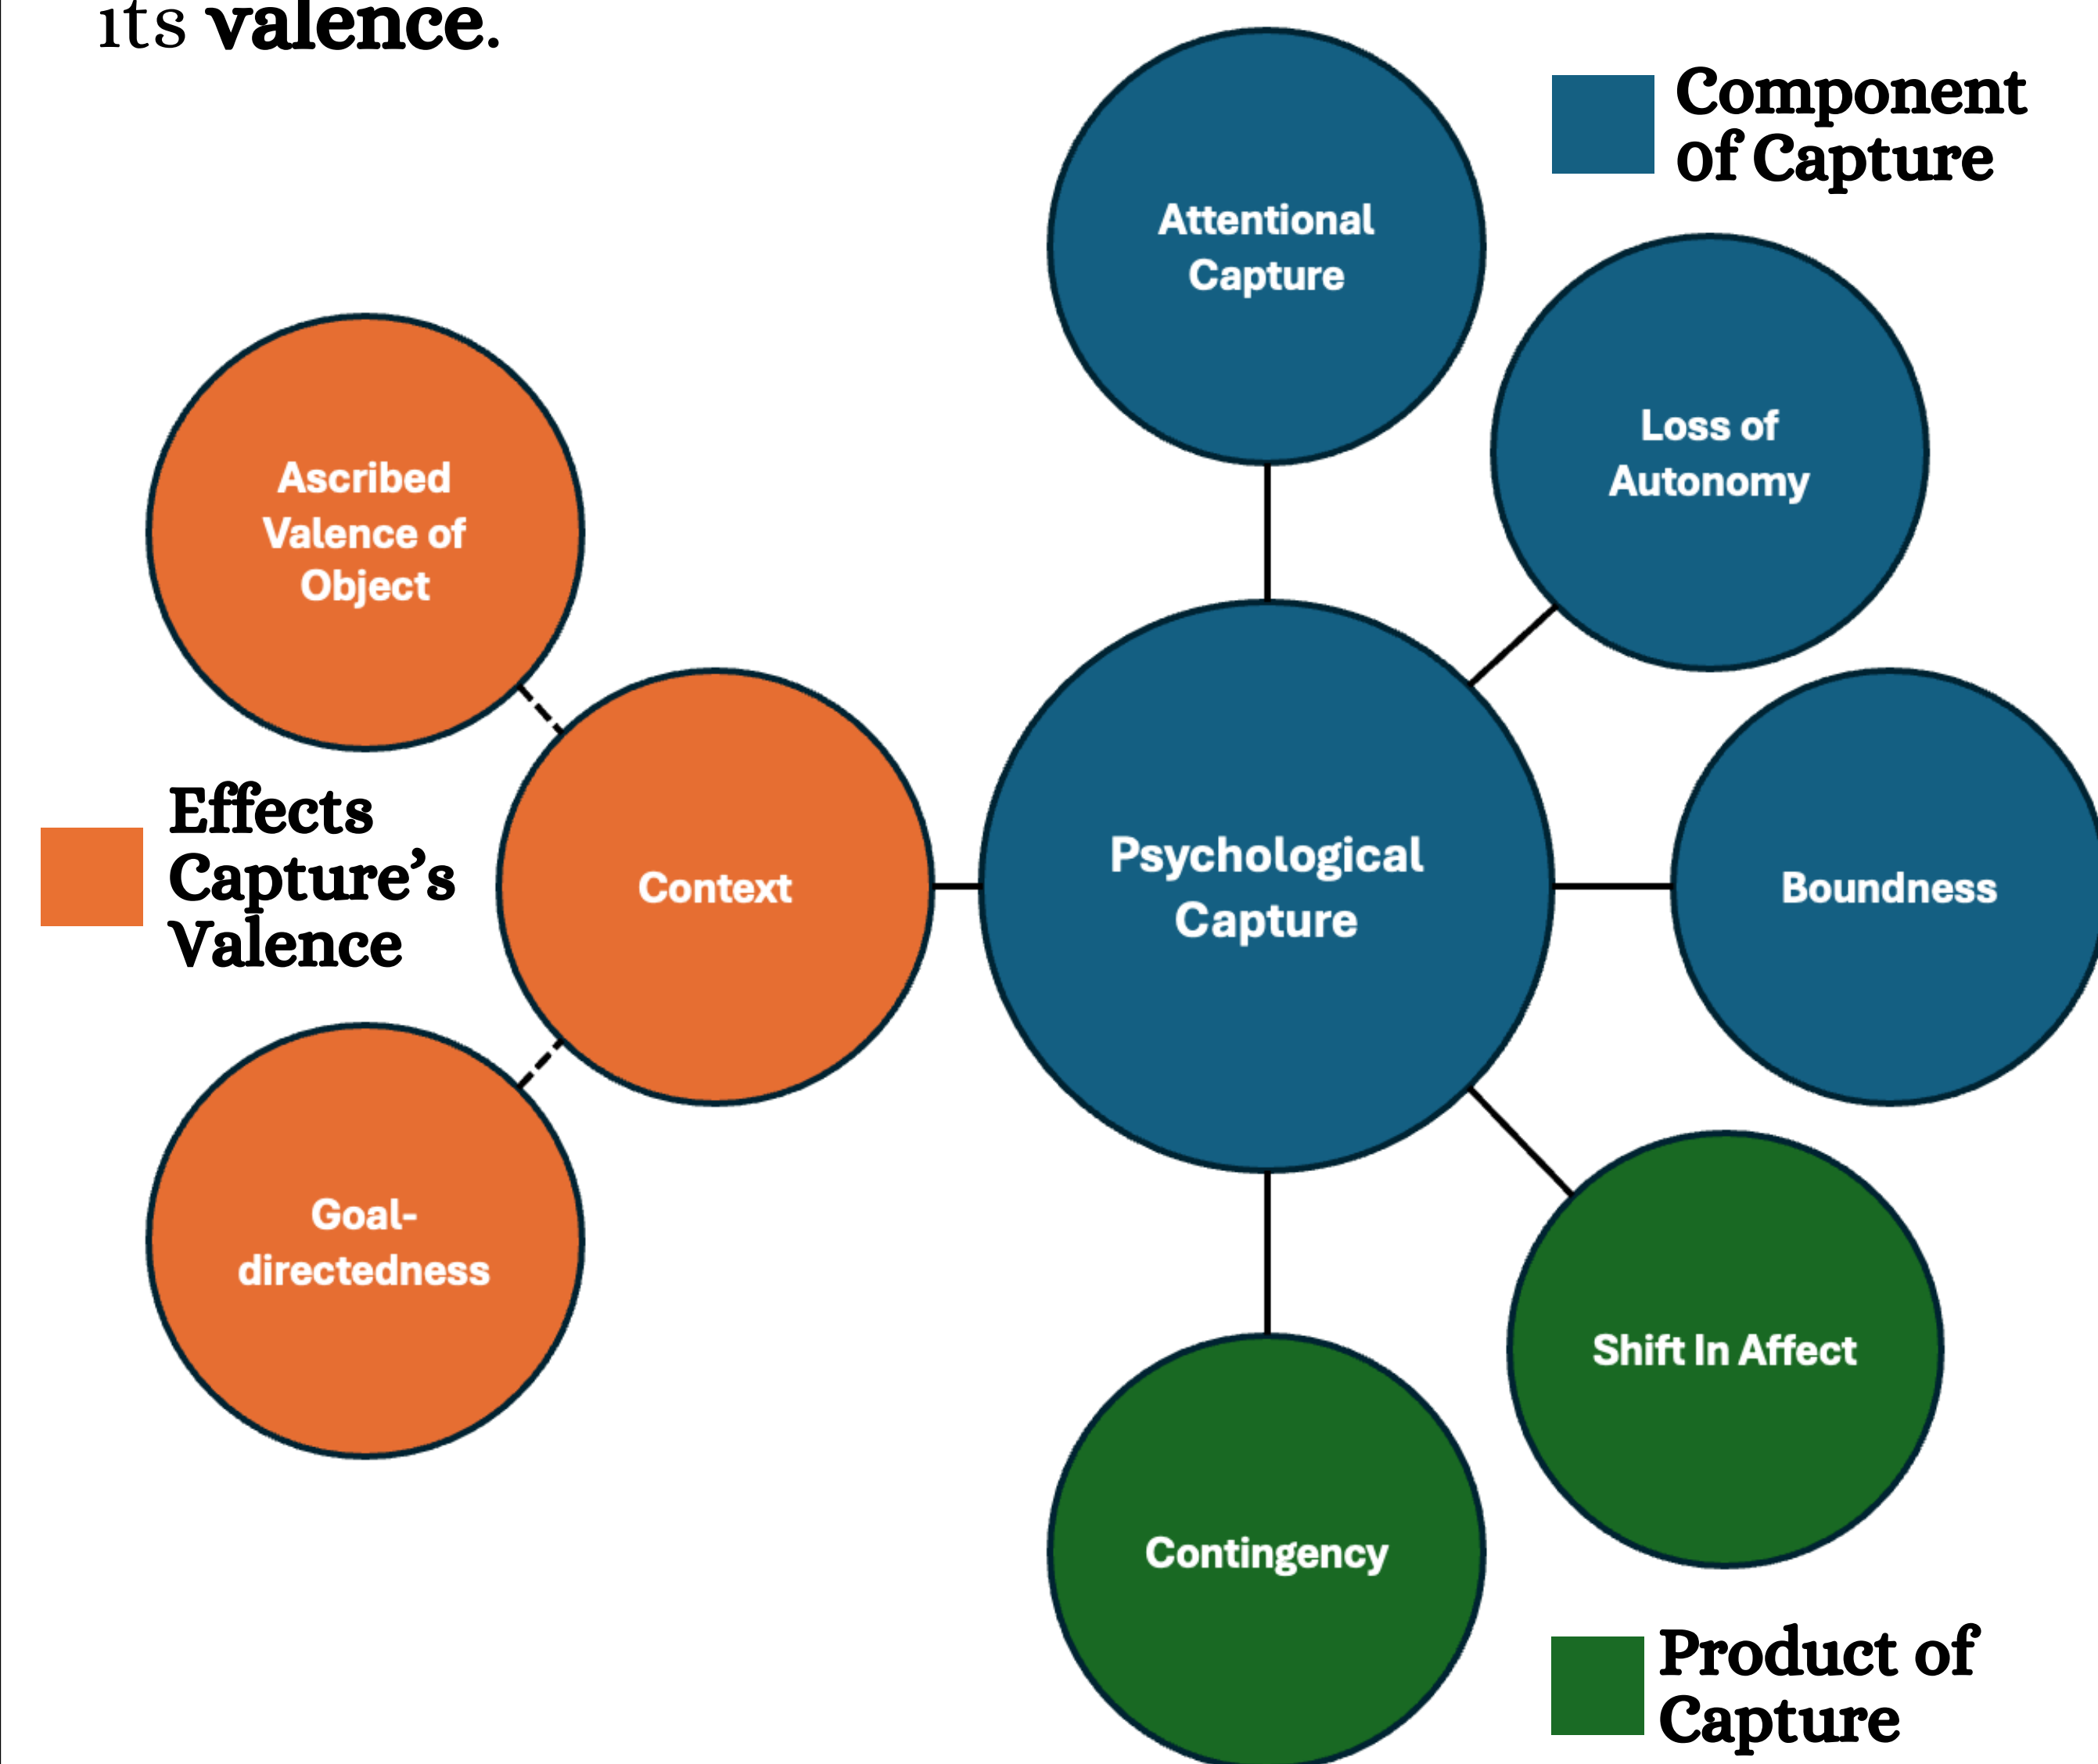 its valence.
Component
of Capture
Attentional
Capture
Loss of
Autonomy
Ascribed
Valence of
Object
Effects
Capture’s
Valence
Context
Psychological
Capture
Boundness
Goal-
directedness
Shift In Affect
Contingency
Product of
Capture